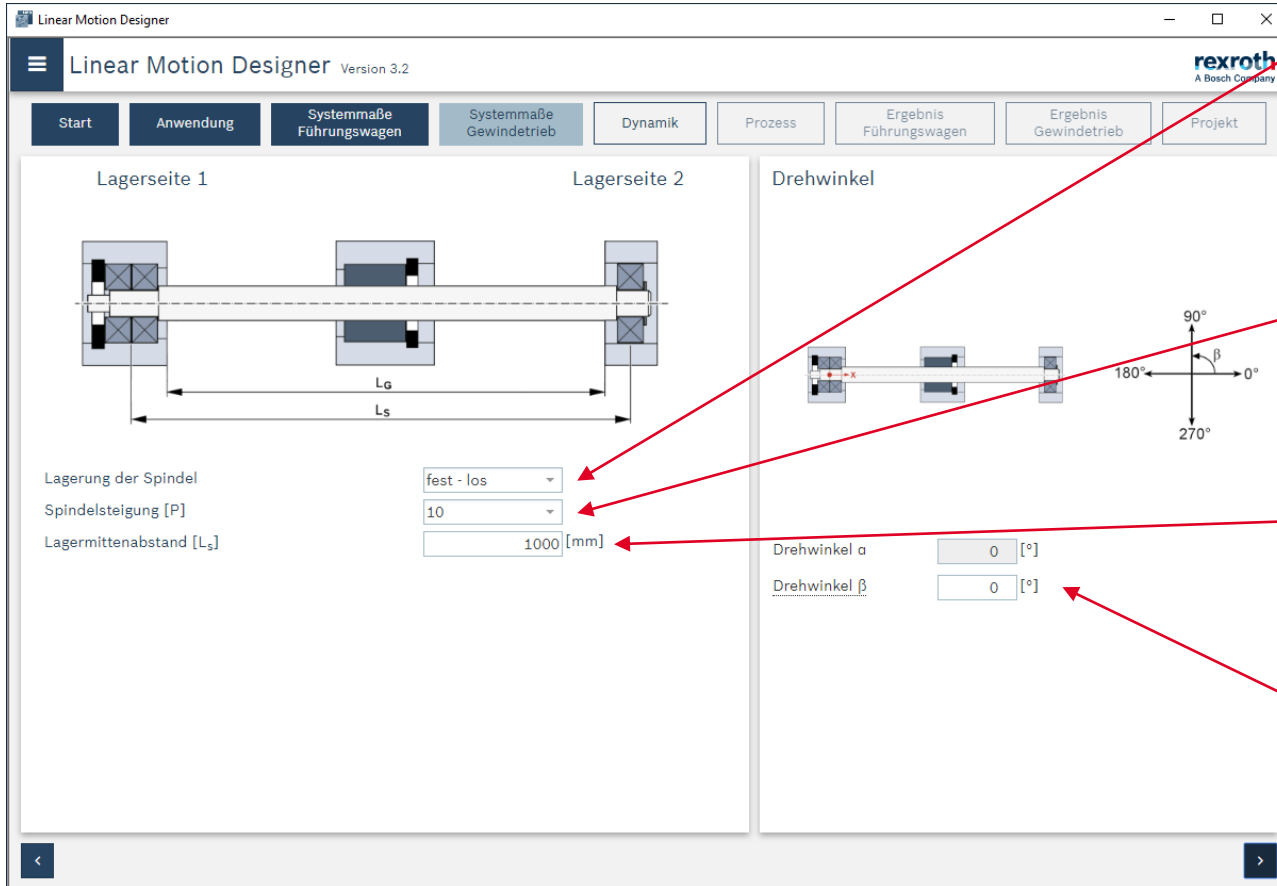 Linear Motion Designer
Linear Motion Designer Version 3.2
rexroth
A Bosch Company
Start
Anwendung
Systemmaße
Führungswagen
Systemmaße
Gewindetrieb
Dynamik
Prozess
Ergebnis
Führungswagen
Ergebnis
Gewindetrieb
Projekt
Lagerseite 1
Lagerseite 2
LG
LS
Lagerung der Spindel
fest - los
Spindelsteigung [P]
10
Lagermittenabstand [Ls]
1000 [mm]
Drehwinkel
x
90°
β
180°
0°
270°
Drehwinkel α
0 [°]
Drehwinkel β
0 [°]